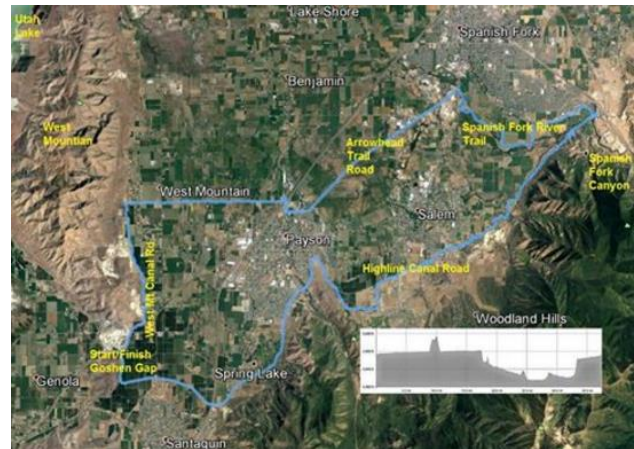 Lake Shore
Utah
Lake
Spanish Fork
Benjamin
West
Mountian
Arrowhead
Trail
Road
Spanish Fork River
Trail
Spanish
Fork
Canyon
West Mountain
Salem
Payson
West Mt Canal Rd
Highline Canal Road
Woodland Hills
Start/Finish
Goshen Gap
Genola
Spring Lake
Santaquin